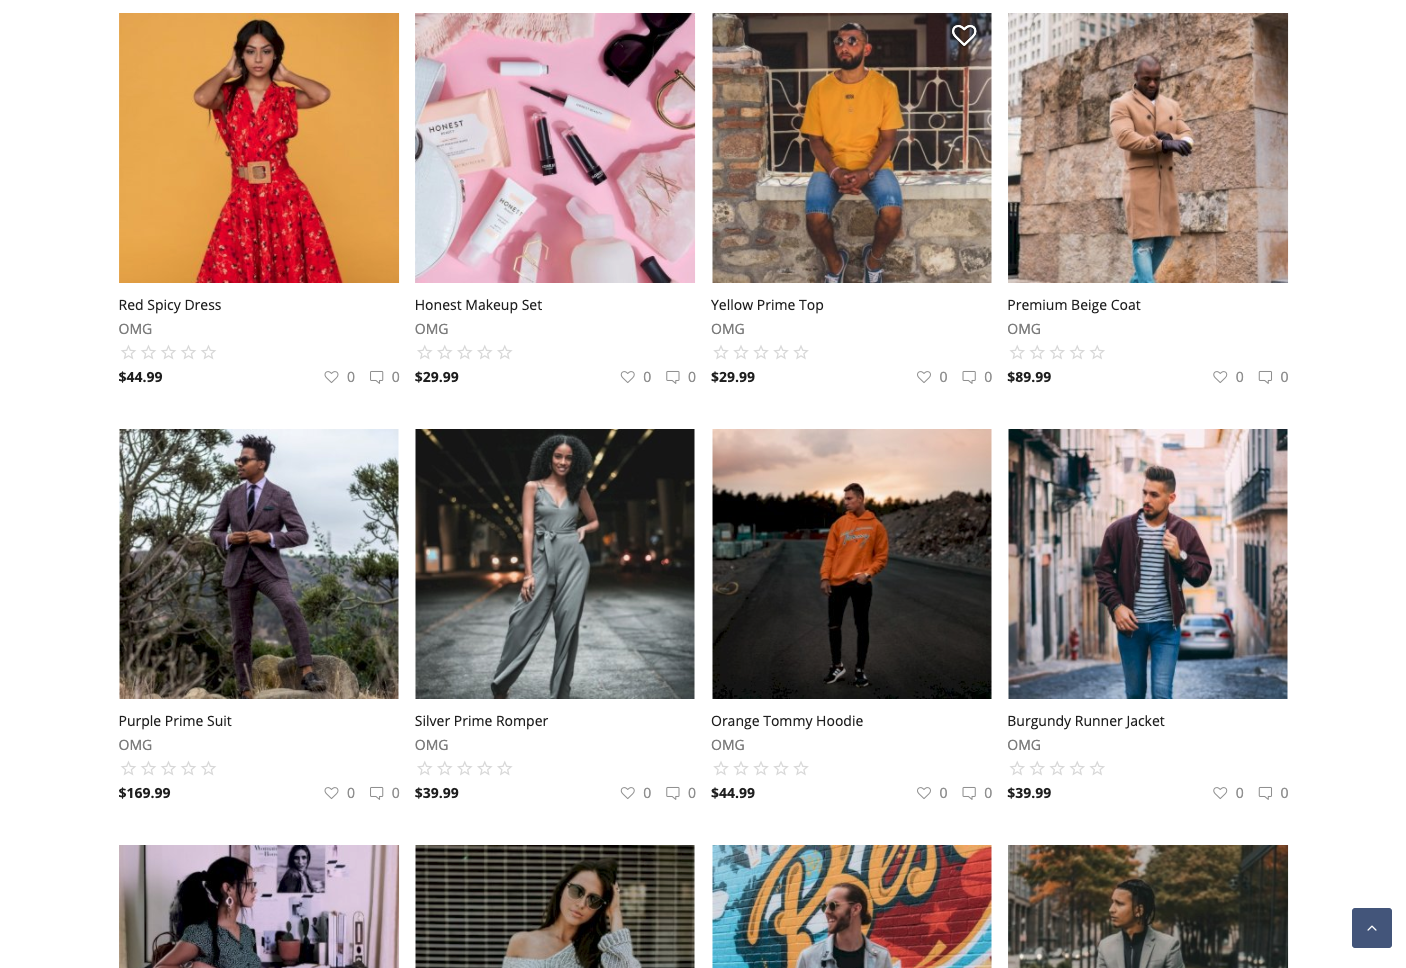 HONEST
HONEST
Red Spicy Dress
OMG
$44.99
0
0
Honest Makeup Set
OMG
$29.99
0
0
Yellow Prime Top
OMG
$29.99
0
0
Premium Beige Coat
OMG
$89.99
0
0
Purple Prime Suit
OMG
$169.99
0
0
Silver Prime Romper
OMG
$39.99
0
0
Orange Tommy Hoodie
OMG
$44.99
0
0
Burgundy Runner Jacket
OMG
$39.99
0
0